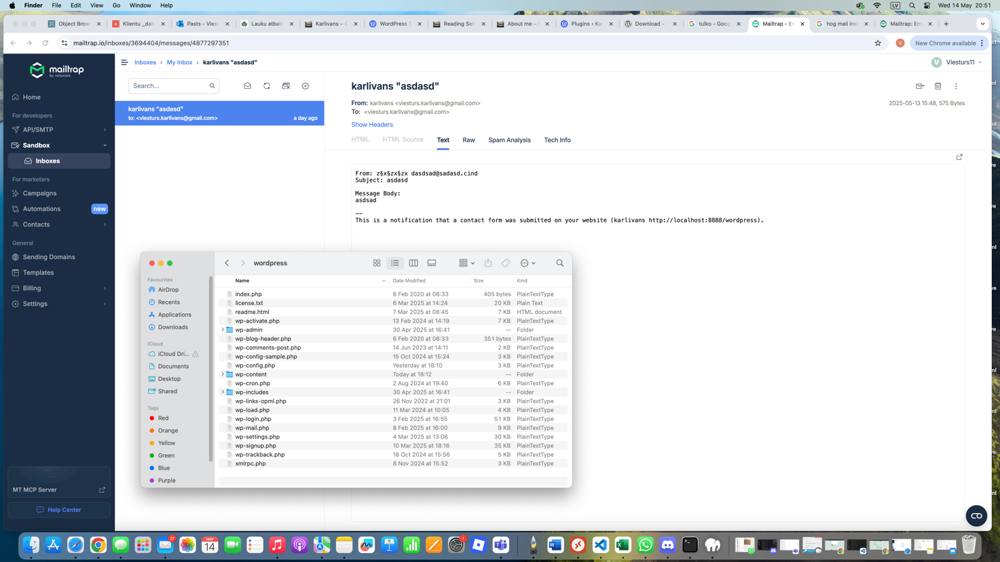 Finder File Edit View Go Window Help
LV Wed 14 May 20:51
Object Brow
Klientu _datu
Pasts - Viest
Lauku atbals
Karlivans – G
WordPress T
Reading Sett
About me –
Plugins ‹ Ka
Download –
tulko - Goog
Mailtrap - En
hog mail inst
Mailtrap: Em
mailtrap.io/inboxes/3694404/messages/4877297351
V
New Chrome available
mailtrap
by railsware
Home
For developers
API/SMTP
Sandbox
Inboxes
For marketers
Campaigns
Automations new
Contacts
General
Sending Domains
Templates
Billing
Settings
MT MCP Server
Help Center
Inboxes › My Inbox › karlivans "asdasd"
V Viesturs11
Search...
karlivans "asdasd"
to: <viesturs.karlivans@gmail.com> a day ago
karlivans "asdasd"
From: karlivans <viesturs.karlivans@gmail.com>
2025-05-13 15:48, 575 Bytes
To: <viesturs.karlivans@gmail.com>
Show Headers
HTML HTML Source Text Raw Spam Analysis Tech Info
From: z§x§zx§zx dasdsad@sadasd.cind
Subject: asdasd
Message Body:
asdsad
--
This is a notification that a contact form was submitted on your website (karlivans http://localhost:8888/wordpress).
wordpress
Favourites
AirDrop
Recents
Applications
Downloads
iCloud
iCloud Dri...
Documents
Desktop
Shared
Tags
Red
Orange
Yellow
Green
Blue
Purple
Name Date Modified Size Kind
index.php 6 Feb 2020 at 06:33 405 bytes PlainTextType
license.txt 6 Mar 2025 at 14:24 20 KB Plain Text
readme.html 7 Mar 2025 at 08:45 7 KB HTML document
wp-activate.php 13 Feb 2024 at 14:19 7 KB PlainTextType
wp-admin 30 Apr 2025 at 16:41 -- Folder
wp-blog-header.php 6 Feb 2020 at 06:33 351 bytes PlainTextType
wp-comments-post.php 14 Jun 2023 at 14:11 2 KB PlainTextType
wp-config-sample.php 15 Oct 2024 at 15:24 3 KB PlainTextType
wp-config.php Yesterday at 18:10 3 KB PlainTextType
wp-content Today at 18:12 -- Folder
wp-cron.php 2 Aug 2024 at 19:40 6 KB PlainTextType
wp-includes 30 Apr 2025 at 16:41 -- Folder
wp-links-opml.php 26 Nov 2022 at 21:01 3 KB PlainTextType
wp-load.php 11 Mar 2024 at 10:05 4 KB PlainTextType
wp-login.php 3 Feb 2025 at 16:55 51 KB PlainTextType
wp-mail.php 8 Feb 2025 at 16:00 9 KB PlainTextType
wp-settings.php 4 Mar 2025 at 13:06 30 KB PlainTextType
wp-signup.php 10 Mar 2025 at 18:16 35 KB PlainTextType
wp-trackback.php 18 Oct 2024 at 15:56 5 KB PlainTextType
xmlrpc.php 8 Nov 2024 at 15:52 3 KB PlainTextType
27
MAY
14
1